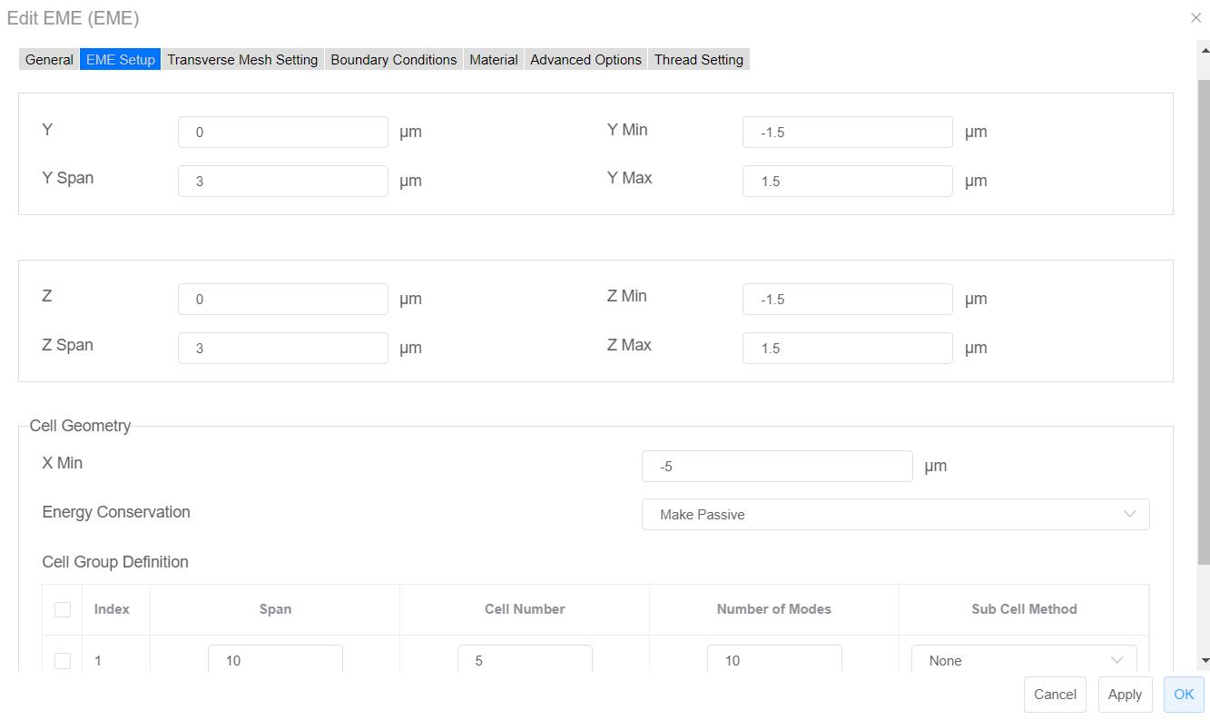 Edit EME (EME)
General EME Setup Transverse Mesh Setting Boundary Conditions Material Advanced Options Thread Setting
Y 0 µm Y Min -1.5 µm
Y Span 3 µm Y Max 1.5 µm
Z 0 µm Z Min -1.5 µm
Z Span 3 µm Z Max 1.5 µm
Cell Geometry
X Min -5 µm
Energy Conservation Make Passive
Cell Group Definition
Index Span Cell Number Number of Modes Sub Cell Method
1 10 5 10 None
Cancel Apply OK